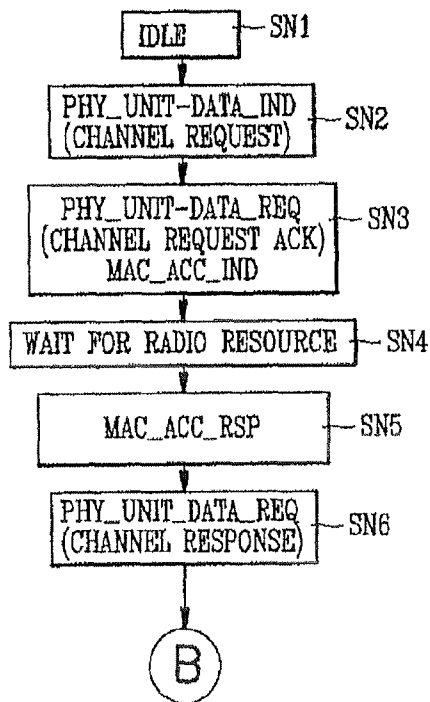 IDLE SN1
PHY_UNIT-DATA_IND
(CHANNEL REQUEST) SN2
PHY_UNIT-DATA_REQ
(CHANNEL REQUEST ACK) SN3
MAC_ACC_IND
WAIT FOR RADIO RESOURCE SN4
MAC_ACC_RSP SN5
PHY_UNIT_DATA_REQ
(CHANNEL RESPONSE) SN6
B